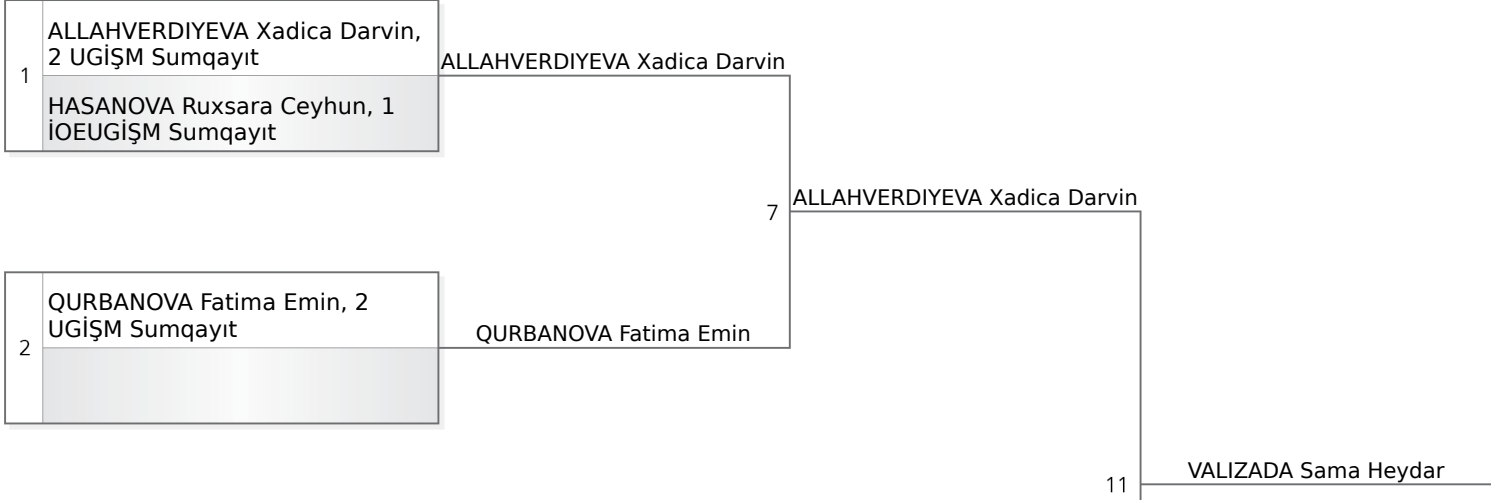 ALLAHVERDIYEVA Xadica Darvin,
2 UGİŞM Sumqayıt
1
HASANOVA Ruxsara Ceyhun, 1
İOEUGİŞM Sumqayıt
ALLAHVERDIYEVA Xadica Darvin
7
ALLAHVERDIYEVA Xadica Darvin
QURBANOVA Fatima Emin, 2
UGİŞM Sumqayıt
2
QURBANOVA Fatima Emin
11
VALIZADA Sama Heydar